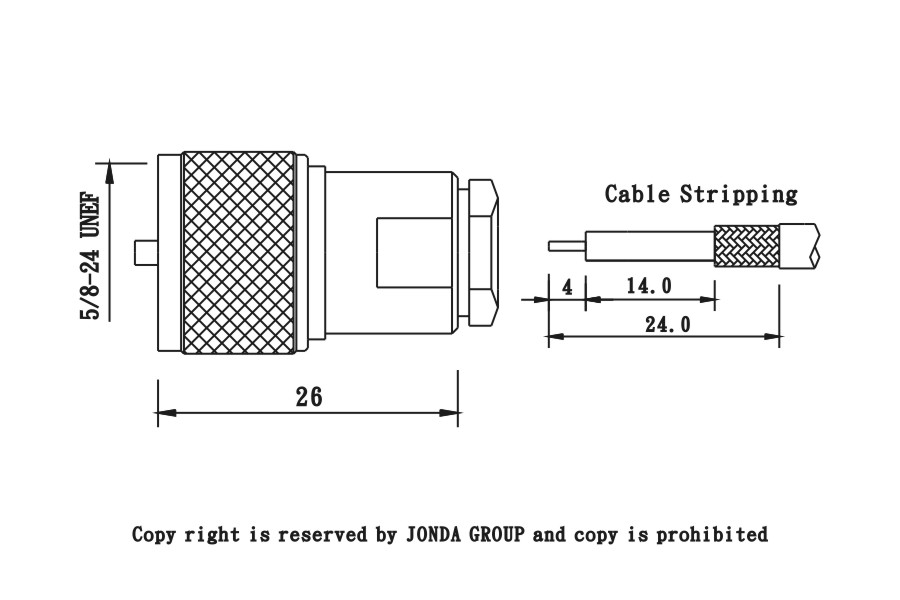 5/8-24 UNEF
26
Cable Stripping
4
14.0
24.0
Copy right is reserved by JONDA GROUP and copy is prohibited